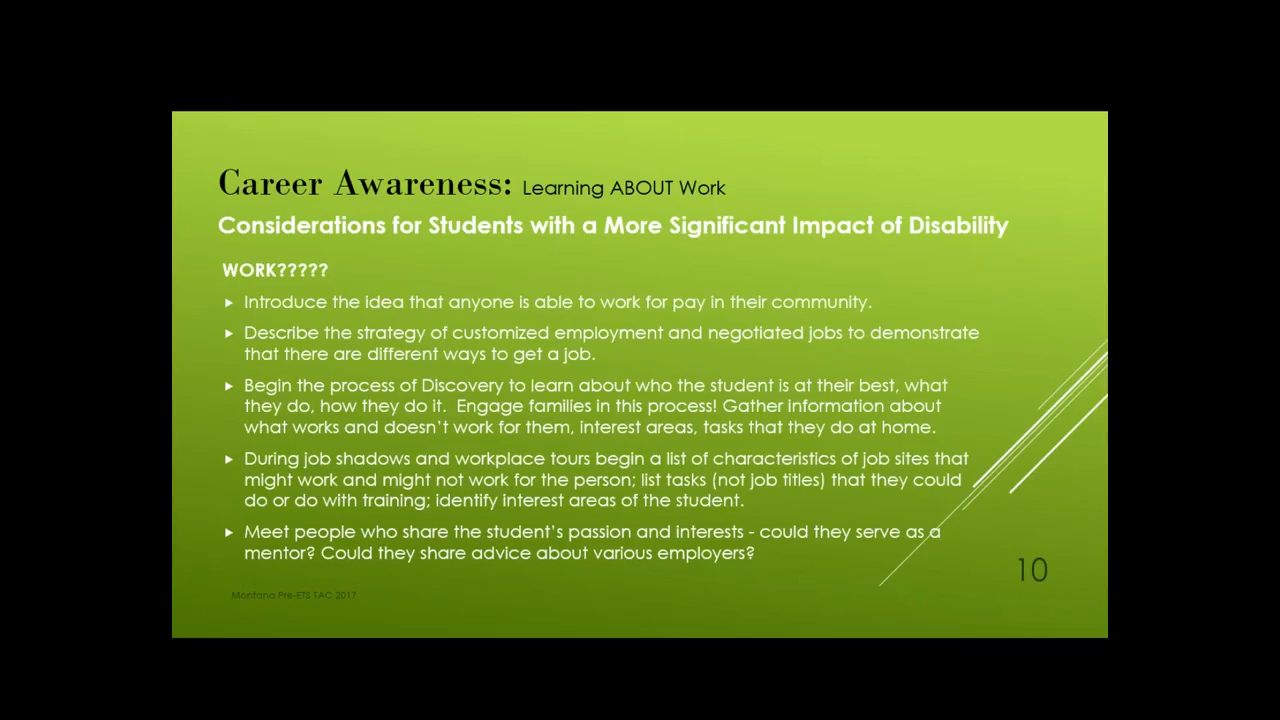 Career Awareness: Learning ABOUT Work
Considerations for Students with a More Significant Impact of Disability
WORK?????
Introduce the idea that anyone is able to work for pay in their community.
Describe the strategy of customized employment and negotiated jobs to demonstrate
that there are different ways to get a job.
Begin the process of Discovery to learn about who the student is at their best, what
they do, how they do it.  Engage families in this process! Gather information about
what works and doesn't work for them, interest areas, tasks that they do at home.
During job shadows and workplace tours begin a list of characteristics of job sites that
might work and might not work for the person; list tasks (not job titles) that they could
do or do with training; identify interest areas of the student.
Meet people who share the student's passion and interests - could they serve as a
mentor? Could they share advice about various employers?
10
Montana Pre-ETS TAC 2017